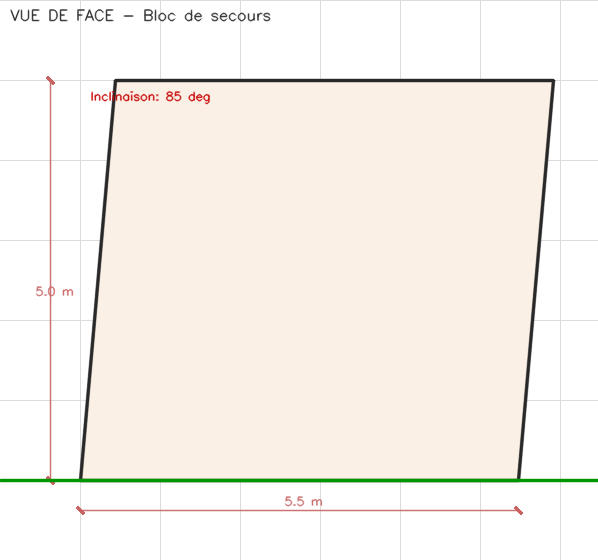 VUE DE FACE – Bloc de secours
Inclinaison: 85 deg
5.0 m
5.5 m